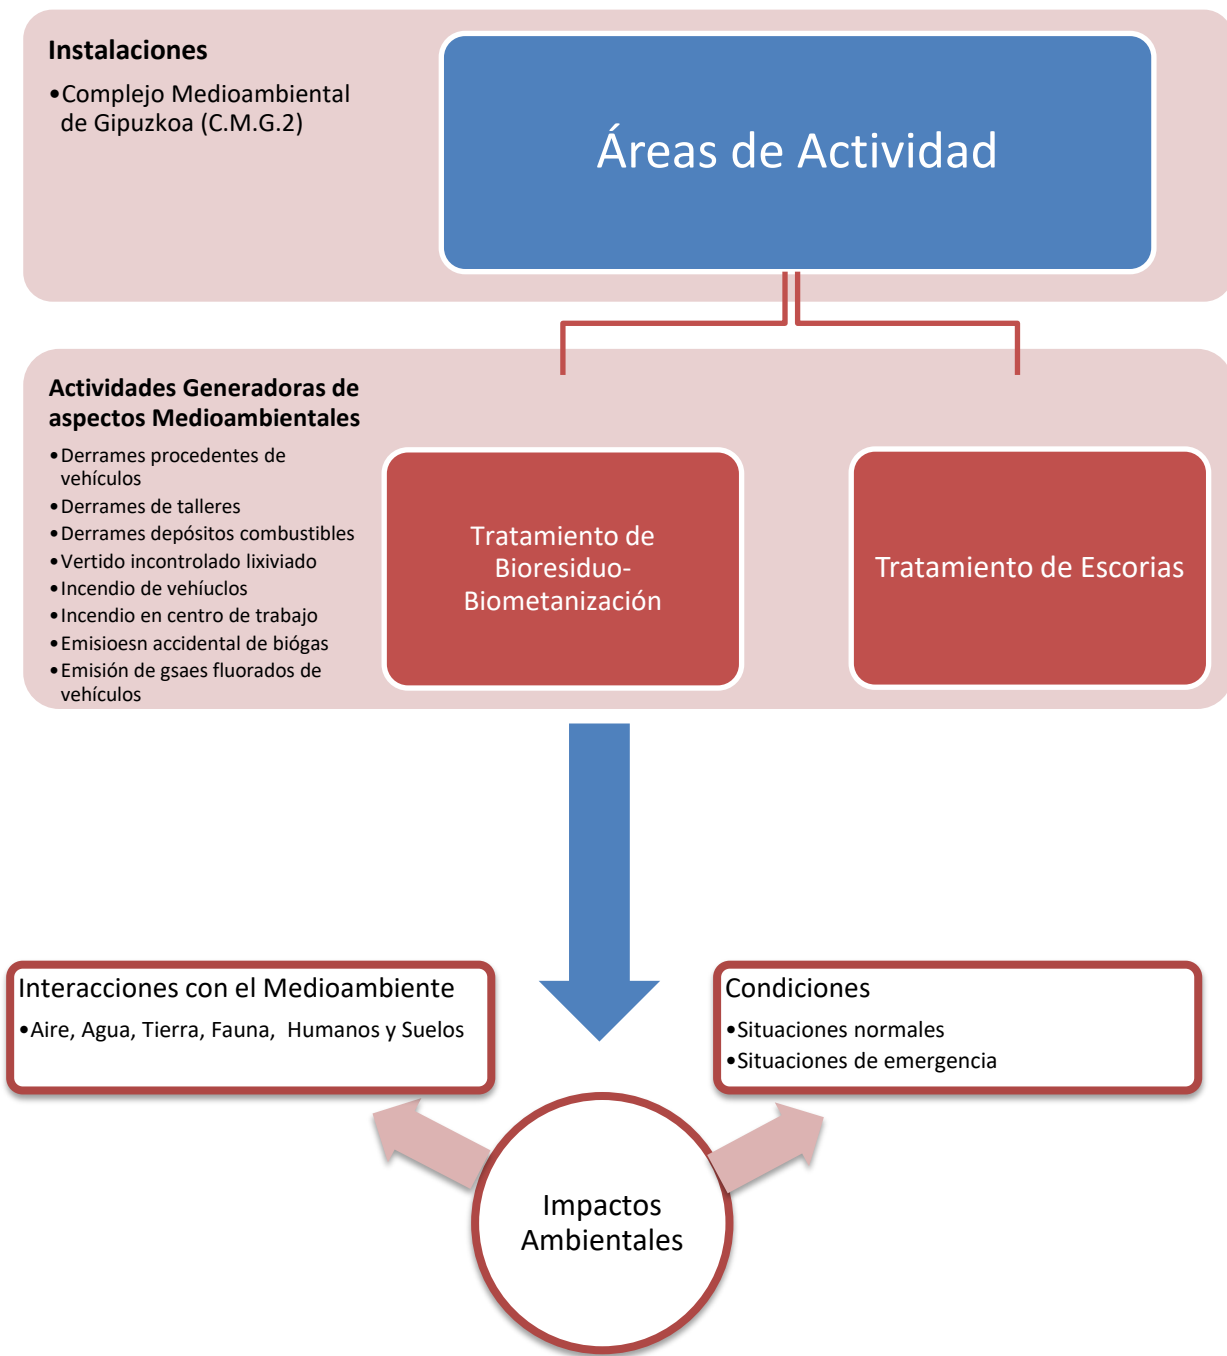 Instalaciones
•Complejo Medioambiental
de Gipuzkoa (C.M.G.2)
Áreas de Actividad
Actividades Generadoras de
aspectos Medioambientales
•Derrames procedentes de
vehículos
•Derrames de talleres
•Derrames depósitos combustibles
•Vertido incontrolado lixiviado
•Incendio de vehíuclos
•Incendio en centro de trabajo
•Emisioesn accidental de biógas
•Emisión de gsaes fluorados de
vehículos
Tratamiento de
Bioresiduo-
Biometanización
Tratamiento de Escorias
Interacciones con el Medioambiente
•Aire, Agua, Tierra, Fauna, Humanos y Suelos
Condiciones
•Situaciones normales
•Situaciones de emergencia
Impactos
Ambientales